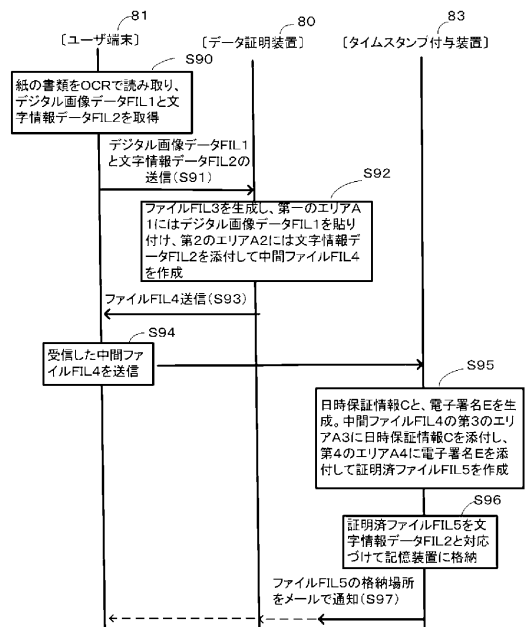 81
80
83
〔ユーザ端末〕
〔データ証明装置〕
〔タイムスタンプ付与装置〕
S90
紙の書類をOCRで読み取り、
デジタル画像データFIL1と文
字情報データFIL2を取得
デジタル画像データFIL1
と文字情報データFIL2の
送信(S91)
S92
ファイルFIL3を生成し、第一のエリアA
1にはデジタル画像データFIL1を貼り
付け、第2のエリアA2には文字情報デ
ータFIL2を添付して中間ファイルFIL4
を作成
ファイルFIL4送信(S93)
S94
受信した中間ファ
イルFIL4を送信
S95
日時保証情報Cと、電子署名Eを生
成。中間ファイルFIL4の第3のエリ
アA3に日時保証情報Cを添付し、
第4のエリアA4に電子署名Eを添
付して証明済ファイルFIL5を作成
S96
証明済ファイルFIL5を文
字情報データFIL2と対応
づけて記憶装置に格納
ファイルFIL5の格納場所
をメールで通知(S97)